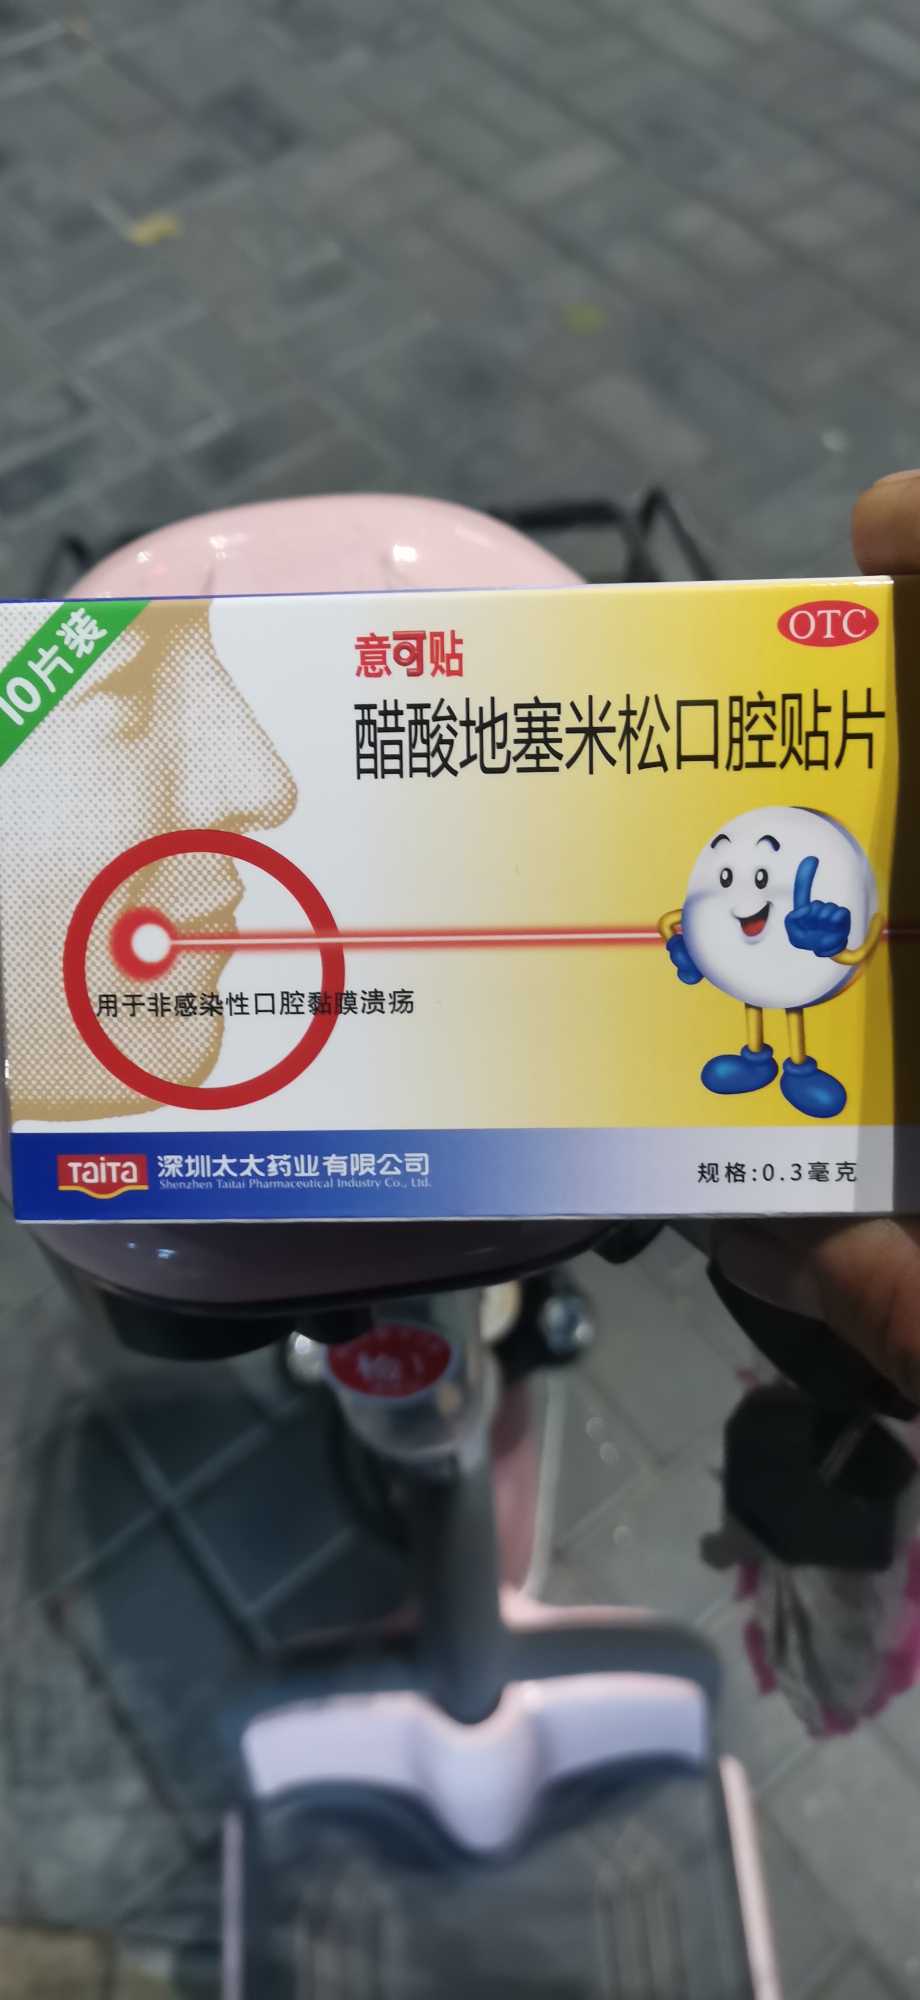 10片装
OTC
意可贴
醋酸地塞米松口腔贴片
用于非感染性口腔黏膜溃疡
TaiTa
深圳太太药业有限公司
Shenzhen Taitai Pharmaceutical Industry Co., Ltd.
规格:0.3毫克